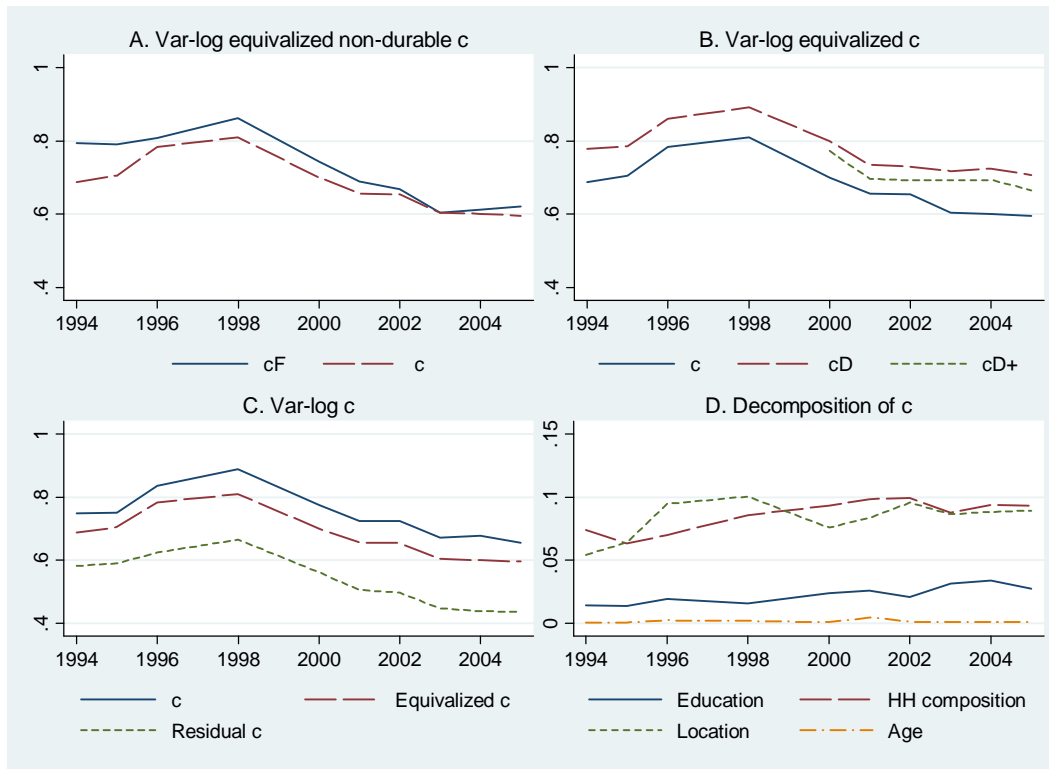 A. Var-log equivalized non-durable c
1
.8
.6
.4
1994 1996 1998 2000 2002 2004
cF c
B. Var-log equivalized c
1
.8
.6
.4
1994 1996 1998 2000 2002 2004
c cD cD+
C. Var-log c
1
.8
.6
.4
1994 1996 1998 2000 2002 2004
c Equivalized c
Residual c
D. Decomposition of c
.15
.1
.05
0
1994 1996 1998 2000 2002 2004
Education HH composition
Location Age